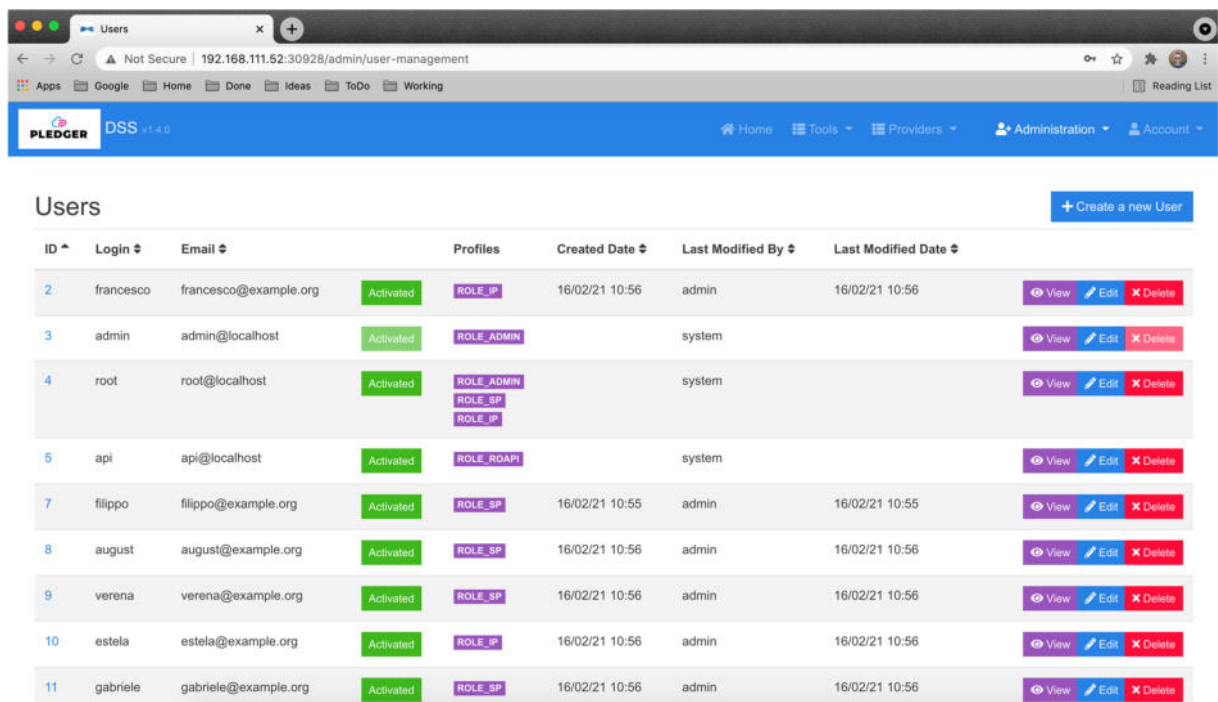 Users
Not Secure 192.168.111.52:30928/admin/user-management
Apps Google Home Done Ideas ToDo Working Reading List
PLEDGER DSS v1.4.0 Home Tools Providers Administration Account
Users
Create a new User
ID Login Email Profiles Created Date Last Modified By Last Modified Date
2 francesco francesco@example.org Activated ROLE_IP 16/02/21 10:56 admin 16/02/21 10:56 View Edit Delete
3 admin admin@localhost Activated ROLE_ADMIN system View Edit Delete
4 root root@localhost Activated ROLE_ADMIN system View Edit Delete
ROLE_SP
ROLE_IP
5 api api@localhost Activated ROLE_ROAPI system View Edit Delete
7 filippo filippo@example.org Activated ROLE_SP 16/02/21 10:55 admin 16/02/21 10:55 View Edit Delete
8 august august@example.org Activated ROLE_SP 16/02/21 10:56 admin 16/02/21 10:56 View Edit Delete
9 verena verena@example.org Activated ROLE_SP 16/02/21 10:56 admin 16/02/21 10:56 View Edit Delete
10 estela estela@example.org Activated ROLE_IP 16/02/21 10:56 admin 16/02/21 10:56 View Edit Delete
11 gabriele gabriele@example.org Activated ROLE_SP 16/02/21 10:56 admin 16/02/21 10:56 View Edit Delete